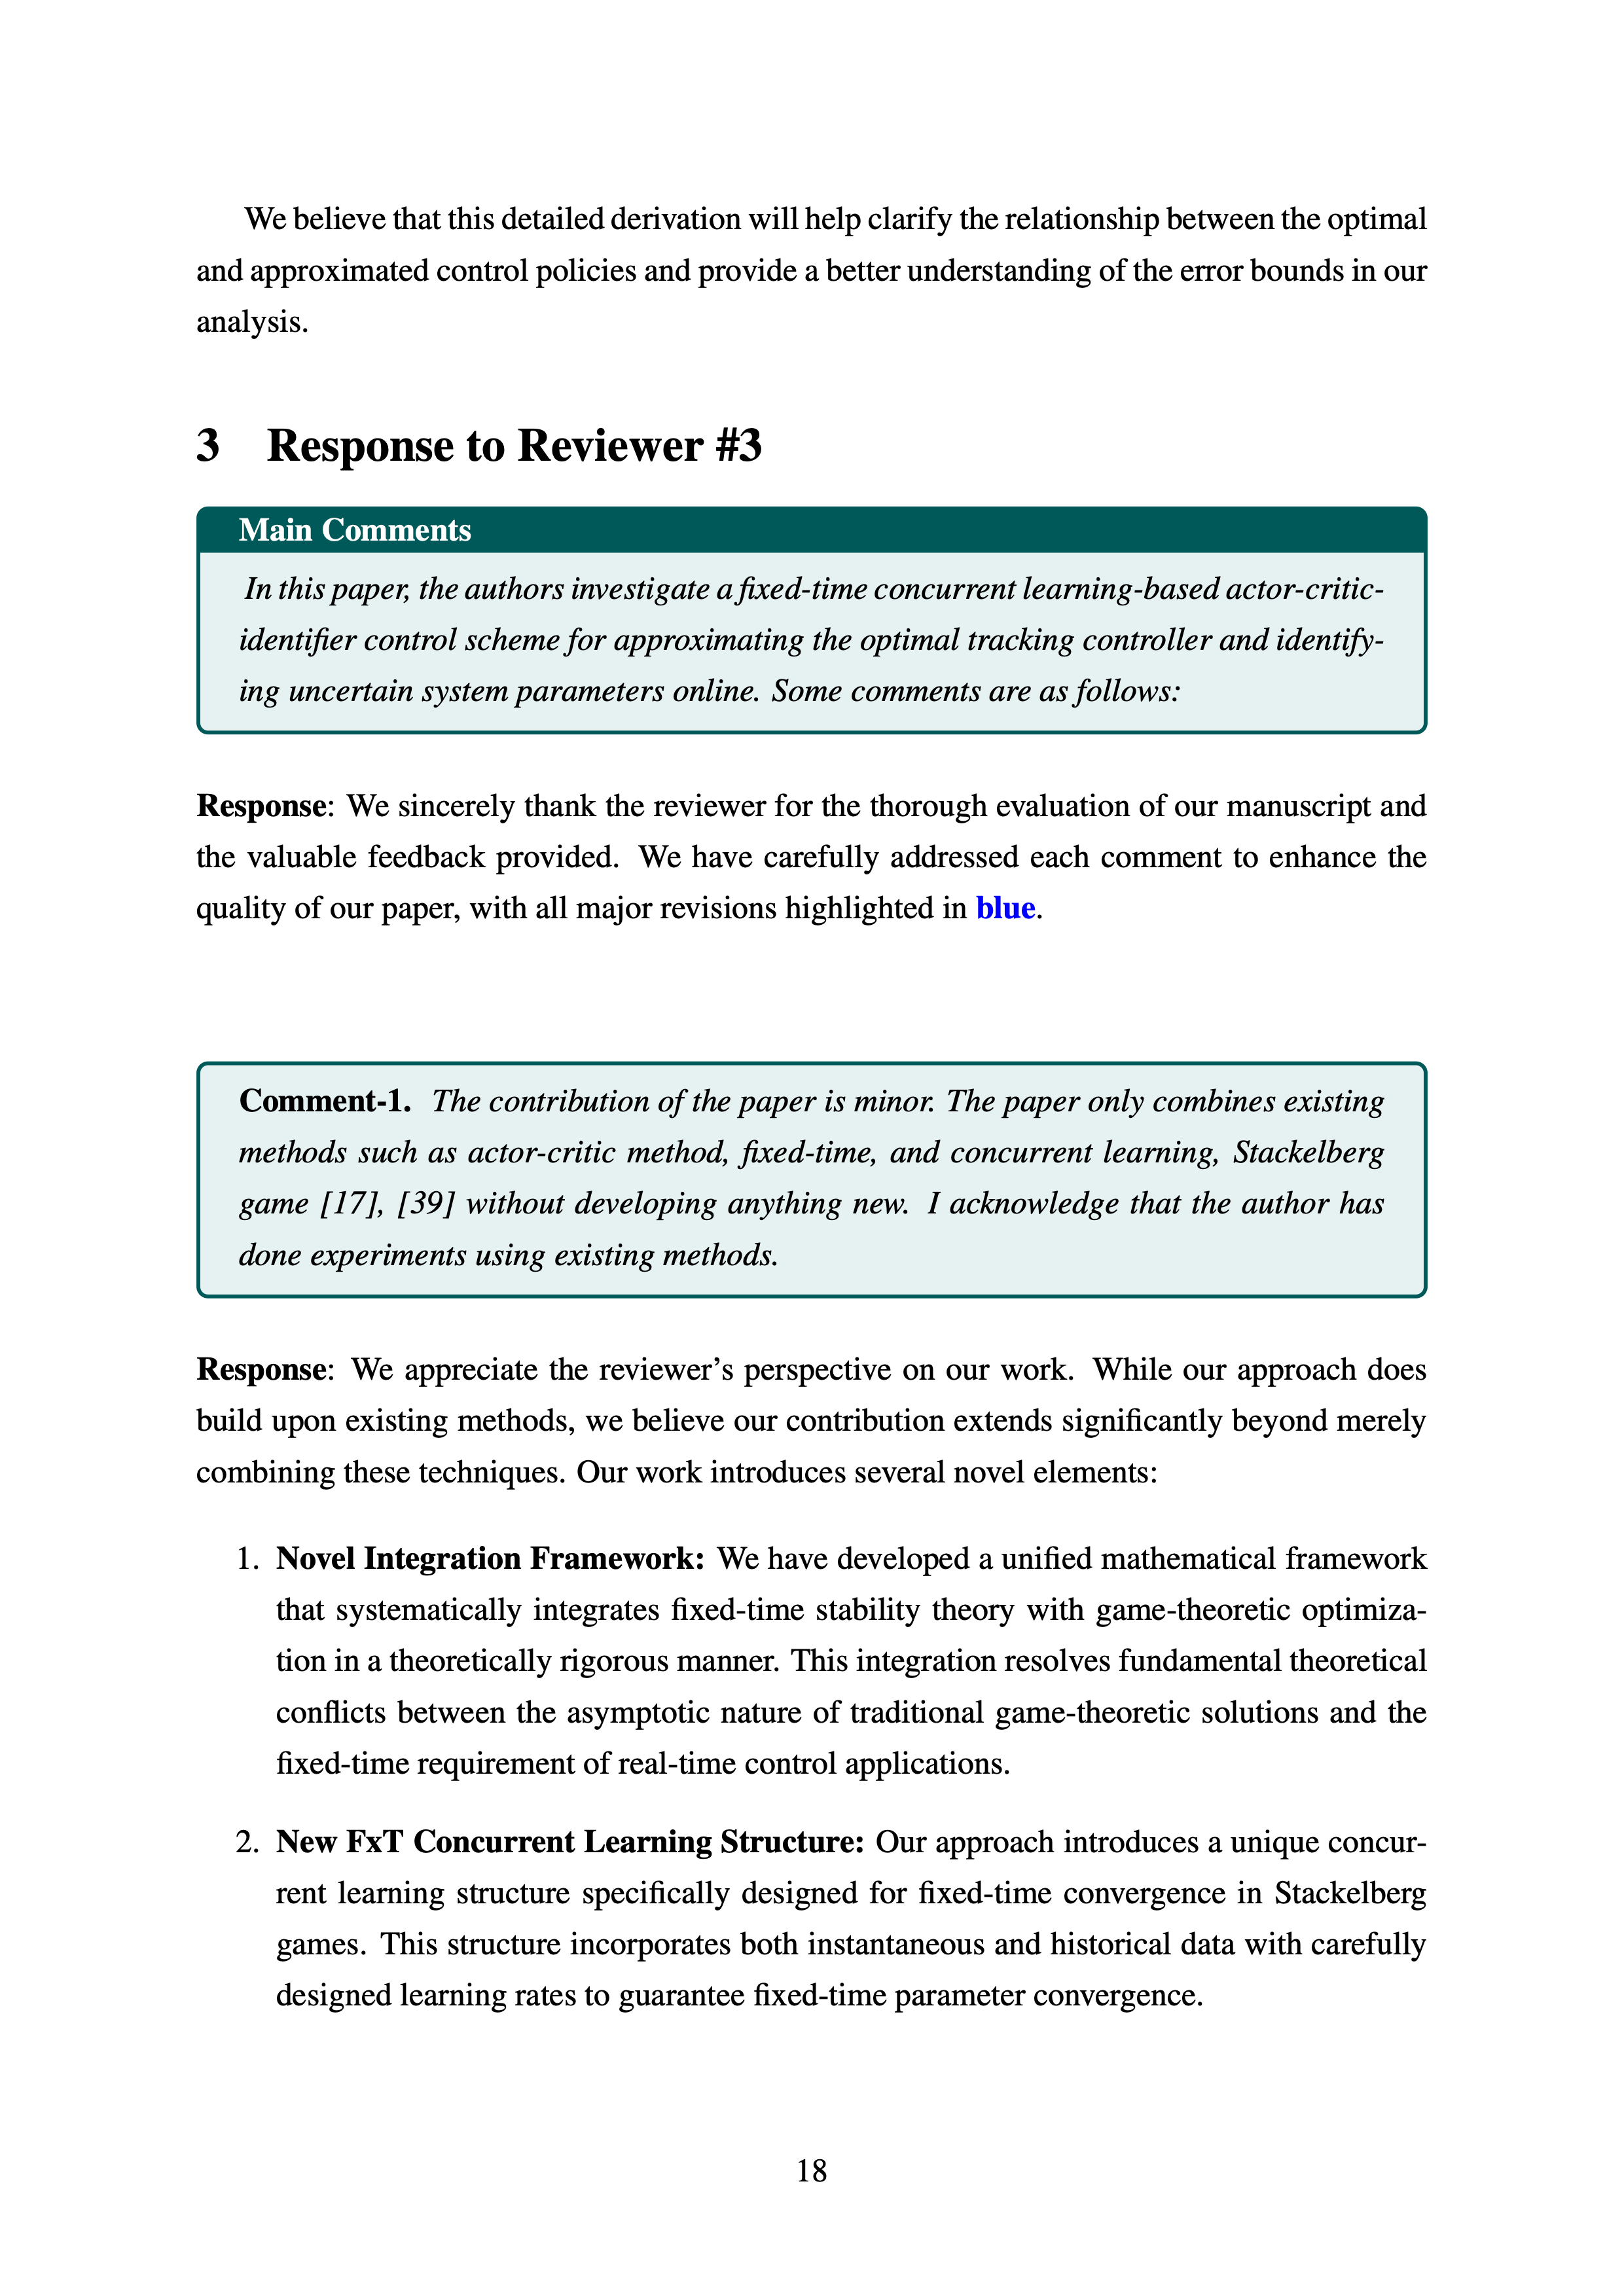 We believe that this detailed derivation will help clarify the relationship between the optimal
and approximated control policies and provide a better understanding of the error bounds in our
analysis.
3 Response to Reviewer #3
Main Comments
In this paper, the authors investigate a fixed-time concurrent learning-based actor-critic-
identifier control scheme for approximating the optimal tracking controller and identify-
ing uncertain system parameters online. Some comments are as follows:
Response: We sincerely thank the reviewer for the thorough evaluation of our manuscript and
the valuable feedback provided. We have carefully addressed each comment to enhance the
quality of our paper, with all major revisions highlighted in blue.
Comment-1. The contribution of the paper is minor. The paper only combines existing
methods such as actor-critic method, fixed-time, and concurrent learning, Stackelberg
game [17], [39] without developing anything new. I acknowledge that the author has
done experiments using existing methods.
Response: We appreciate the reviewer’s perspective on our work. While our approach does
build upon existing methods, we believe our contribution extends significantly beyond merely
combining these techniques. Our work introduces several novel elements:
1. Novel Integration Framework: We have developed a unified mathematical framework
that systematically integrates fixed-time stability theory with game-theoretic optimiza-
tion in a theoretically rigorous manner. This integration resolves fundamental theoretical
conflicts between the asymptotic nature of traditional game-theoretic solutions and the
fixed-time requirement of real-time control applications.
2. New FxT Concurrent Learning Structure: Our approach introduces a unique concur-
rent learning structure specifically designed for fixed-time convergence in Stackelberg
games. This structure incorporates both instantaneous and historical data with carefully
designed learning rates to guarantee fixed-time parameter convergence.
18